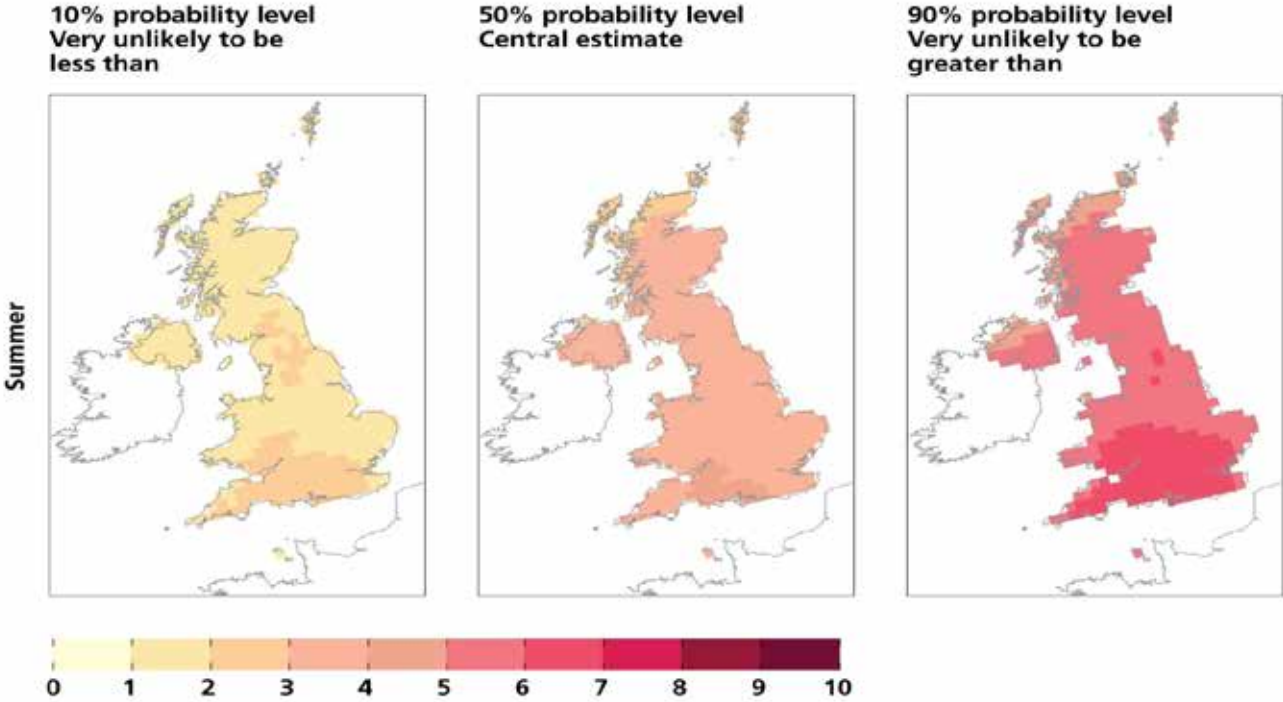 10% probability level
Very unlikely to be
less than
50% probability level
Central estimate
90% probability level
Very unlikely to be
greater than
Summer
0 1 2 3 4 5 6 7 8 9 10